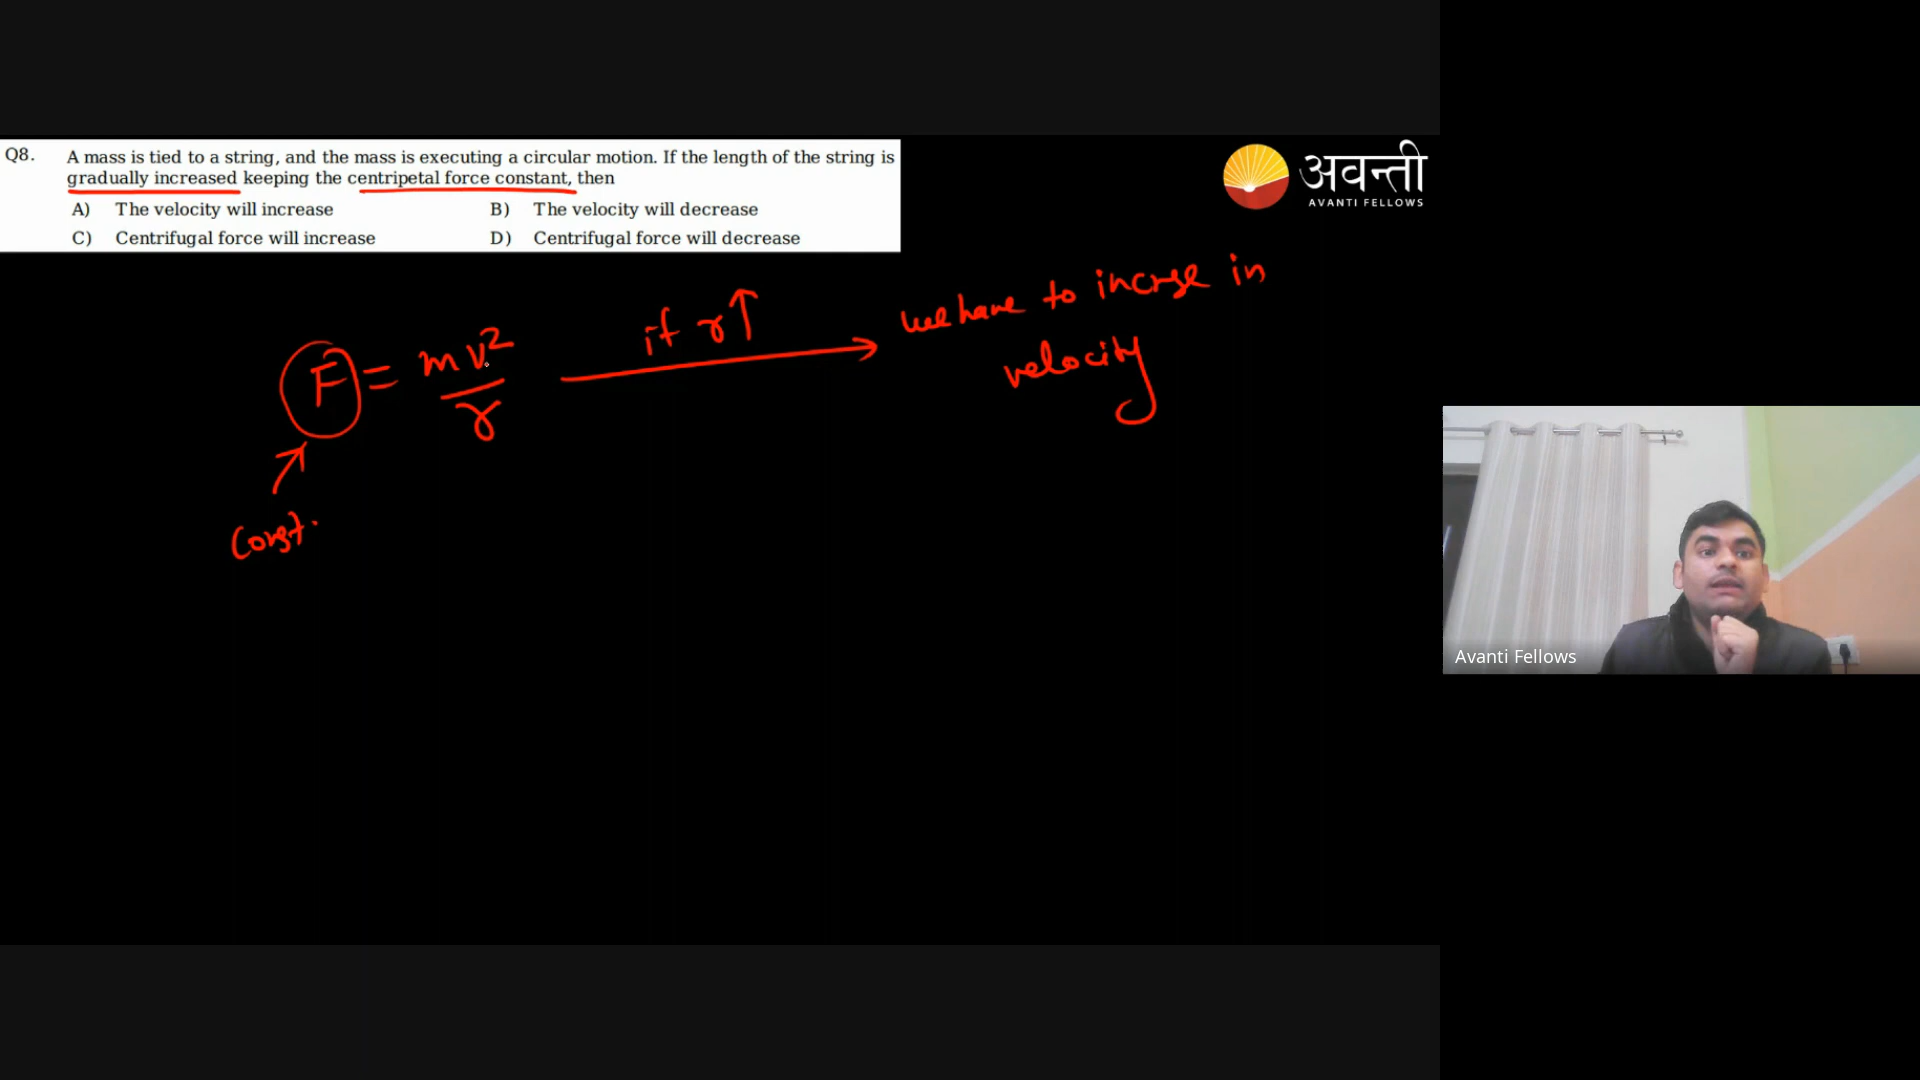 Q8. A mass is tied to a string, and the mass is executing a circular motion. If the length of the string is
gradually increased keeping the centripetal force constant, then
A) The velocity will increase B) The velocity will decrease
C) Centrifugal force will increase D) Centrifugal force will decrease
अवन्ती
AVANTI FELLOWS
F = mv²/r
if r↑
we have to increse in
velocity
Const.
Avanti Fellows